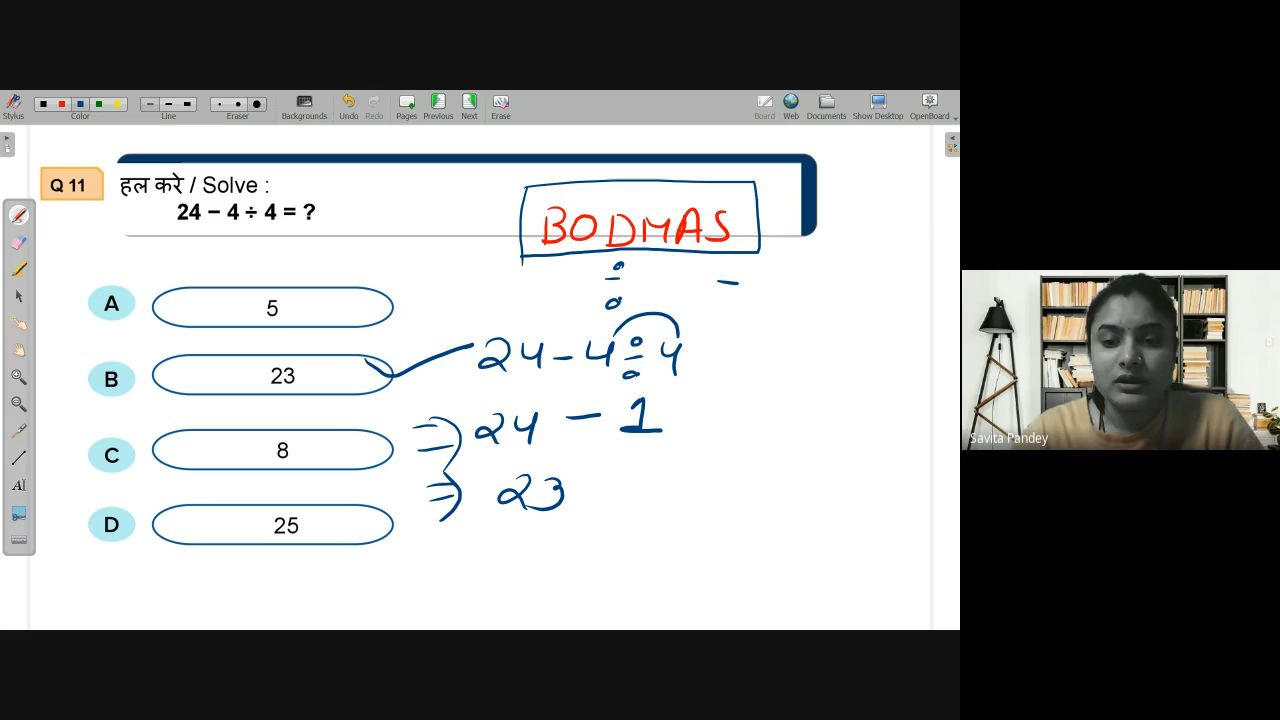 Stylus
Color
Line
Eraser
Backgrounds
Undo
Redo
Pages
Previous
Next
Erase
Board
Web
Documents
Show Desktop
OpenBoard
Q 11
हल करे / Solve :
24 − 4 ÷ 4 = ?
BODMAS
÷ −
A 5
B 23
C 8
D 25
24 − 4 ÷ 4
⇒ 24 − 1
⇒ 23
Savita Pandey